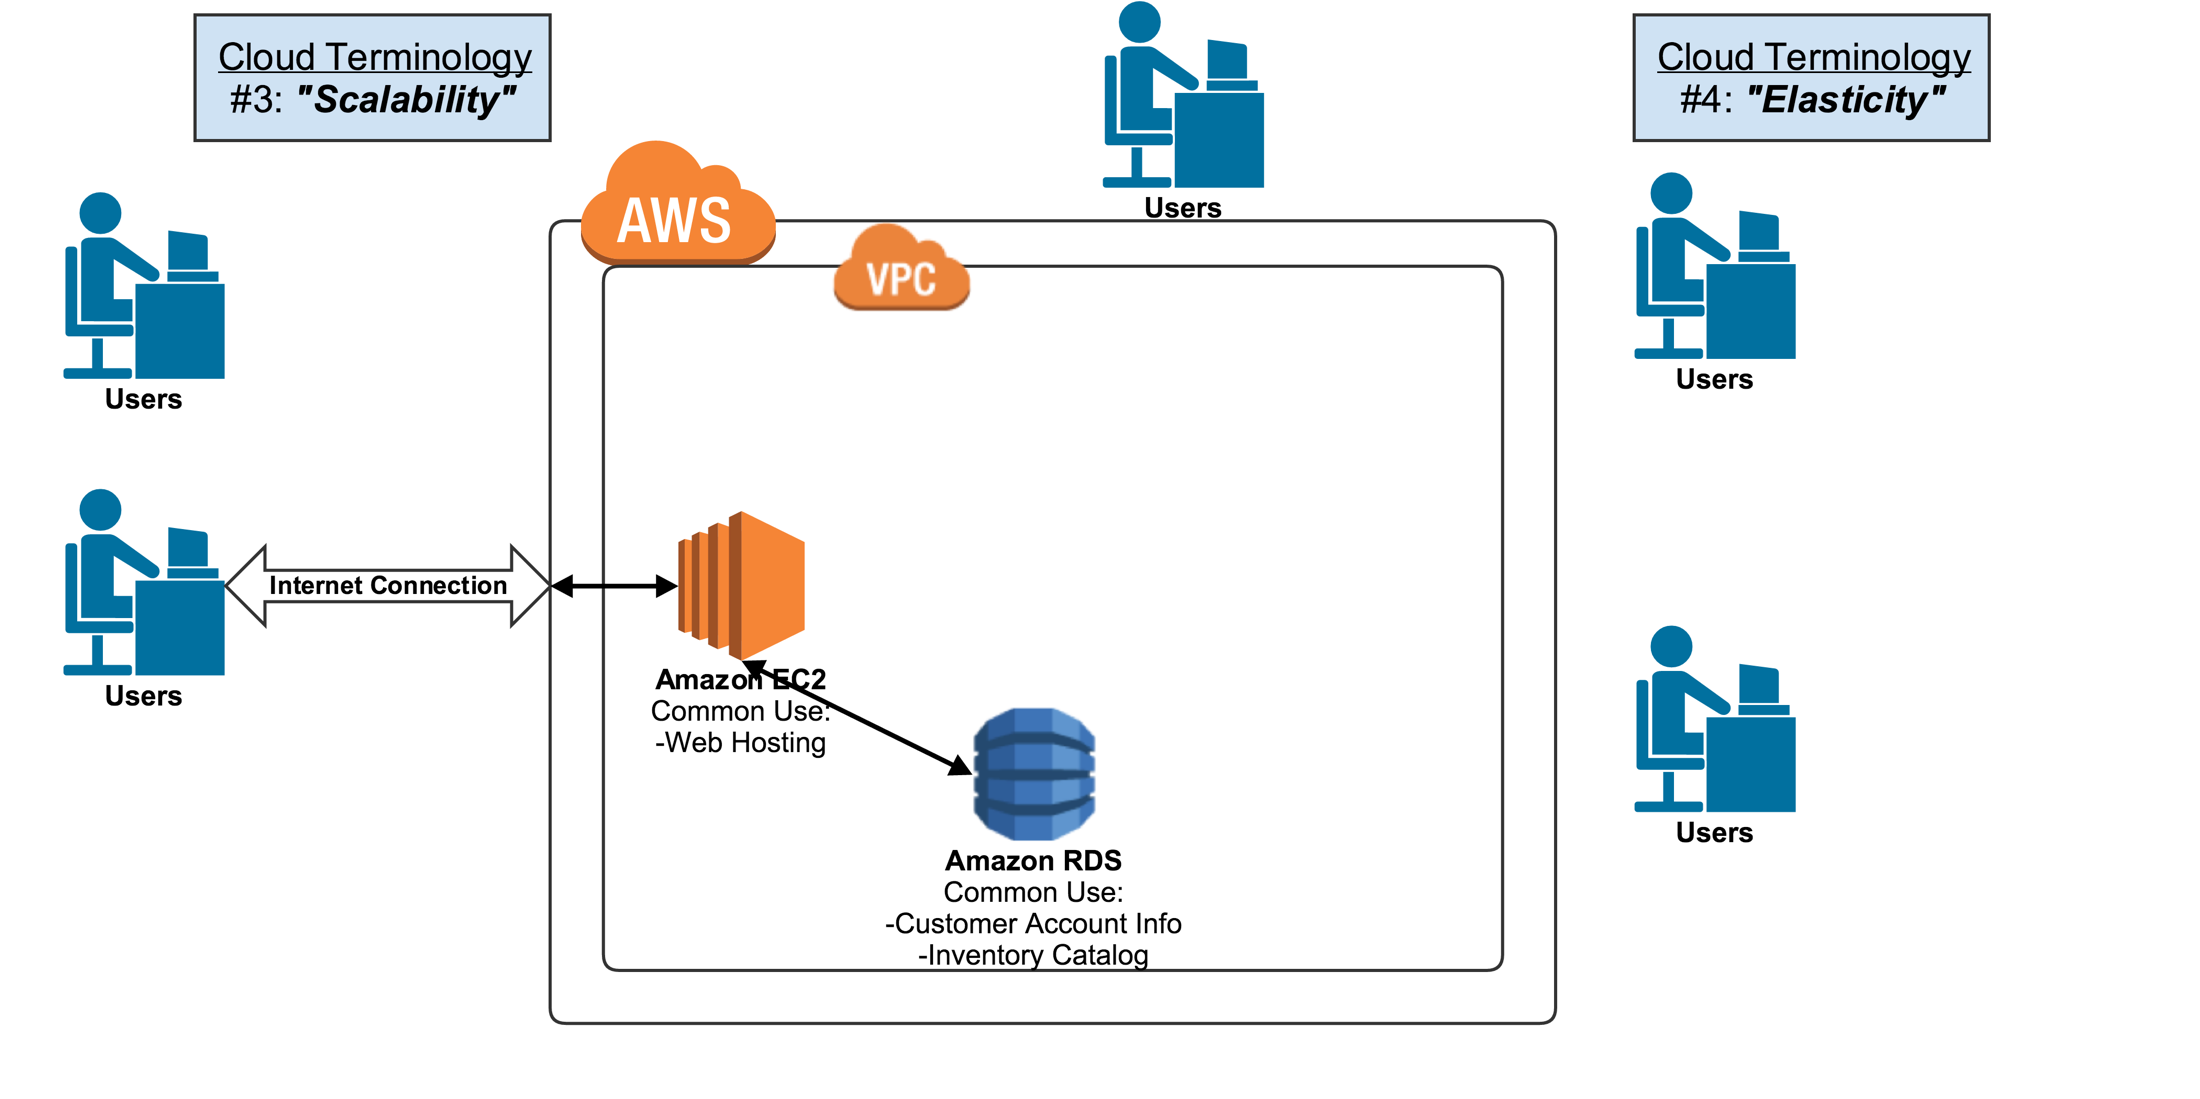 Cloud Terminology
#3: "Scalability"
Cloud Terminology
#4: "Elasticity"
Users
AWS
VPC
Users
Users
Internet Connection
Users
Amazon EC2
Common Use:
-Web Hosting
Amazon RDS
Common Use:
-Customer Account Info
-Inventory Catalog
Users